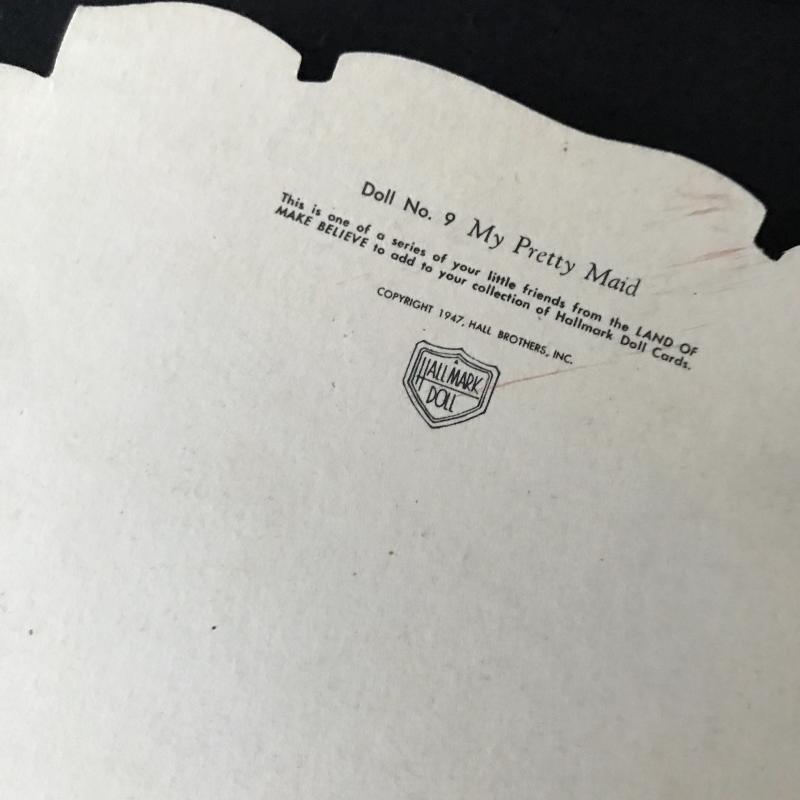 Doll No. 9 My Pretty Maid
This is one of a series of your little friends from the LAND OF
MAKE BELIEVE to add to your collection of Hallmark Doll Cards.
COPYRIGHT 1947, HALL BROTHERS, INC.
HALLMARK
DOLL